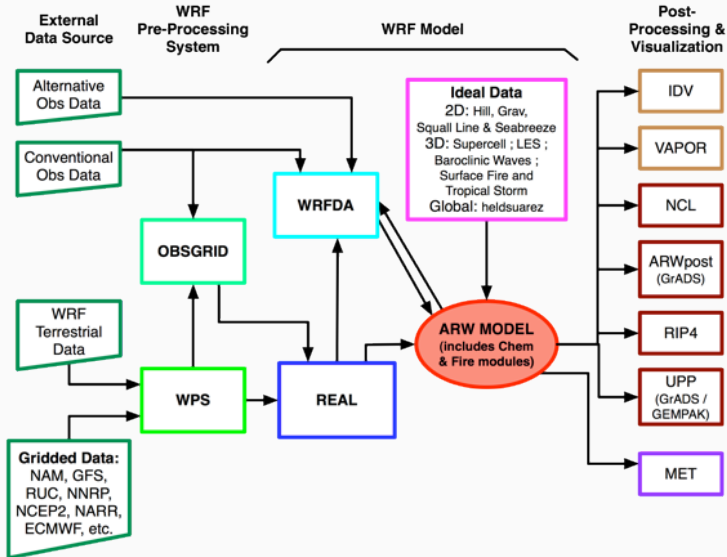 External
Data Source
WRF
Pre-Processing
System
WRF Model
Post-
Processing &
Visualization
Alternative
Obs Data
Conventional
Obs Data
WRF
Terrestrial
Data
Gridded Data:
NAM, GFS,
RUC, NNRP,
NCEP2, NARR,
ECMWF, etc.
OBSGRID
WPS
WRFDA
REAL
Ideal Data
2D: Hill, Grav,
Squall Line & Seabreeze
3D: Supercell ; LES ;
Baroclinic Waves ;
Surface Fire and
Tropical Storm
Global: heldsuarez
ARW MODEL
(includes Chem
& Fire modules)
IDV
VAPOR
NCL
ARWpost
(GrADS)
RIP4
UPP
(GrADS /
GEMPAK)
MET